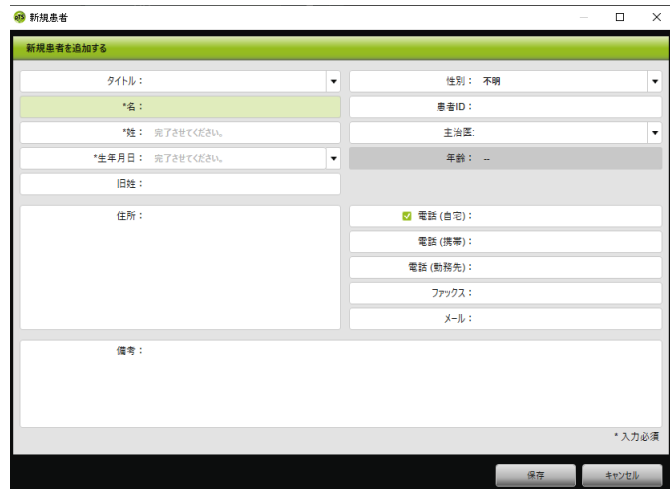 OTS 新規患者
新規患者を追加する
タイトル： 性別： 不明
*名： 患者ID：
*姓： 完了させてください。 主治医:
*生年月日： 完了させてください。 年齢： --
旧姓：
住所： 電話 (自宅)：
電話 (携帯)：
電話 (勤務先)：
ファックス：
メール：
備考：
* 入力必須
保存 キャンセル